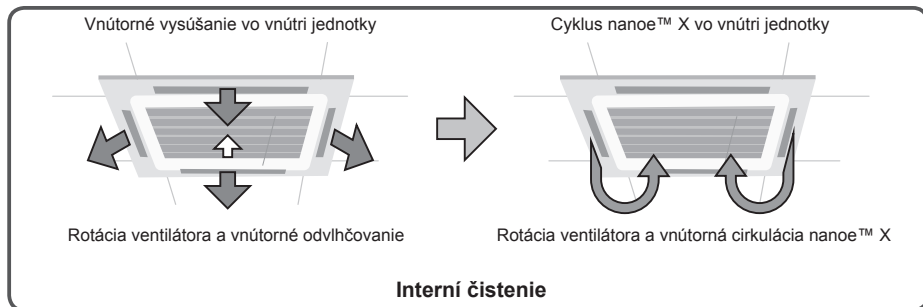 Vnútorné vysúšanie vo vnútri jednotky
Cyklus nanoe™ X vo vnútri jednotky
Rotácia ventilátora a vnútorné odvlhčovanie
Rotácia ventilátora a vnútorná cirkulácia nanoe™ X
Interní čistenie